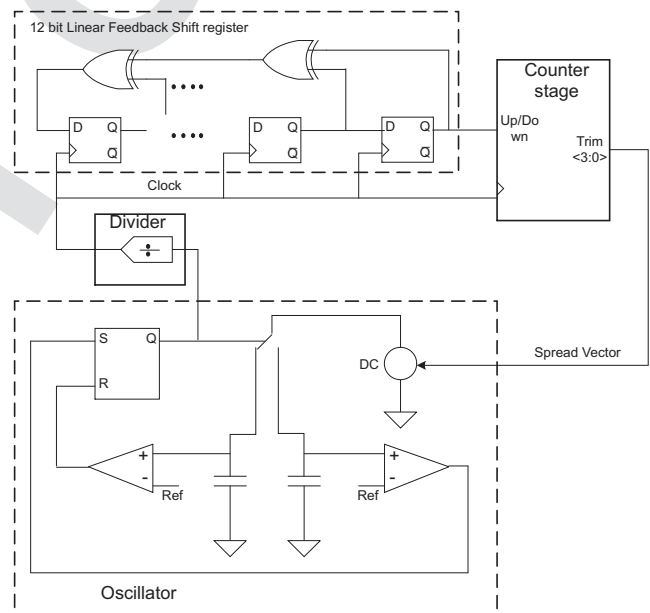 12 bit Linear Feedback Shift register
Counter
stage
Up/Do
wn
Trim
<3:0>
D Q
Q
D Q
Q
D Q
Q
Clock
Divider
÷
S Q
R
DC
Spread Vector
+
-
Ref
+
-
Ref
Oscillator